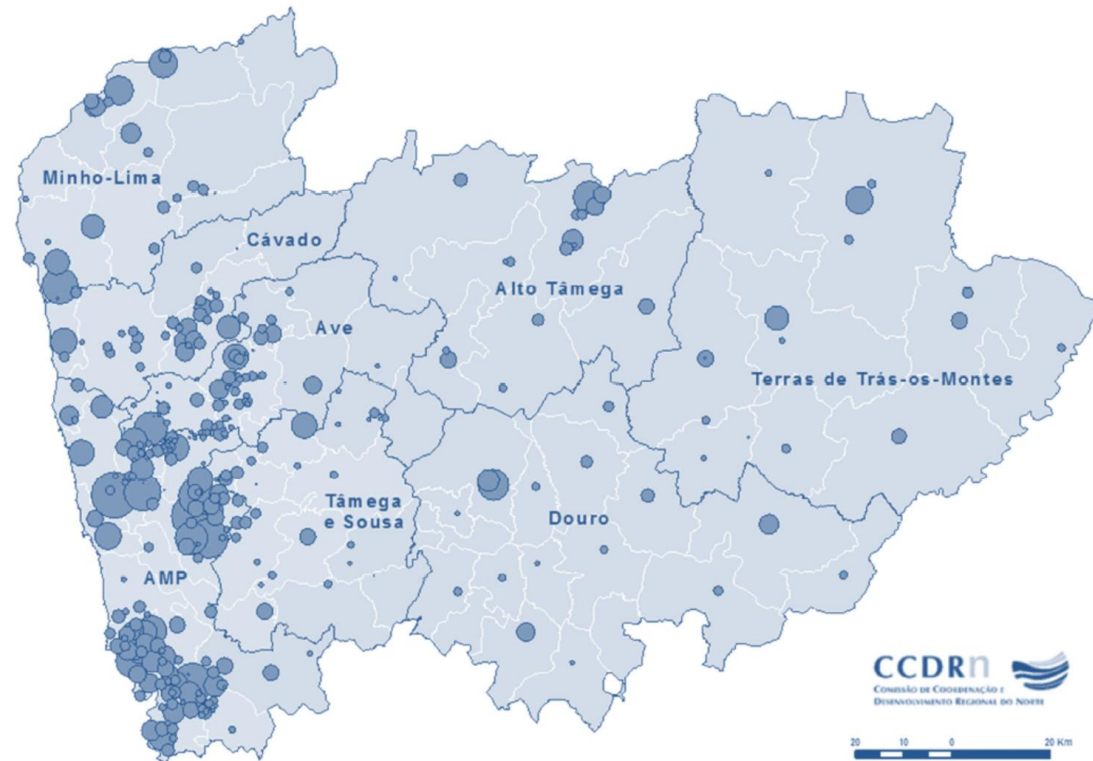 Minho-Lima
Cávado
Alto Tâmega
Ave
Terras de Trás-os-Montes
Tâmega
e Sousa
Douro
AMP
CCDRn
COMISSÃO DE COORDENAÇÃO E
DESENVOLVIMENTO REGIONAL DO NORTE
20 10 0 20 Km